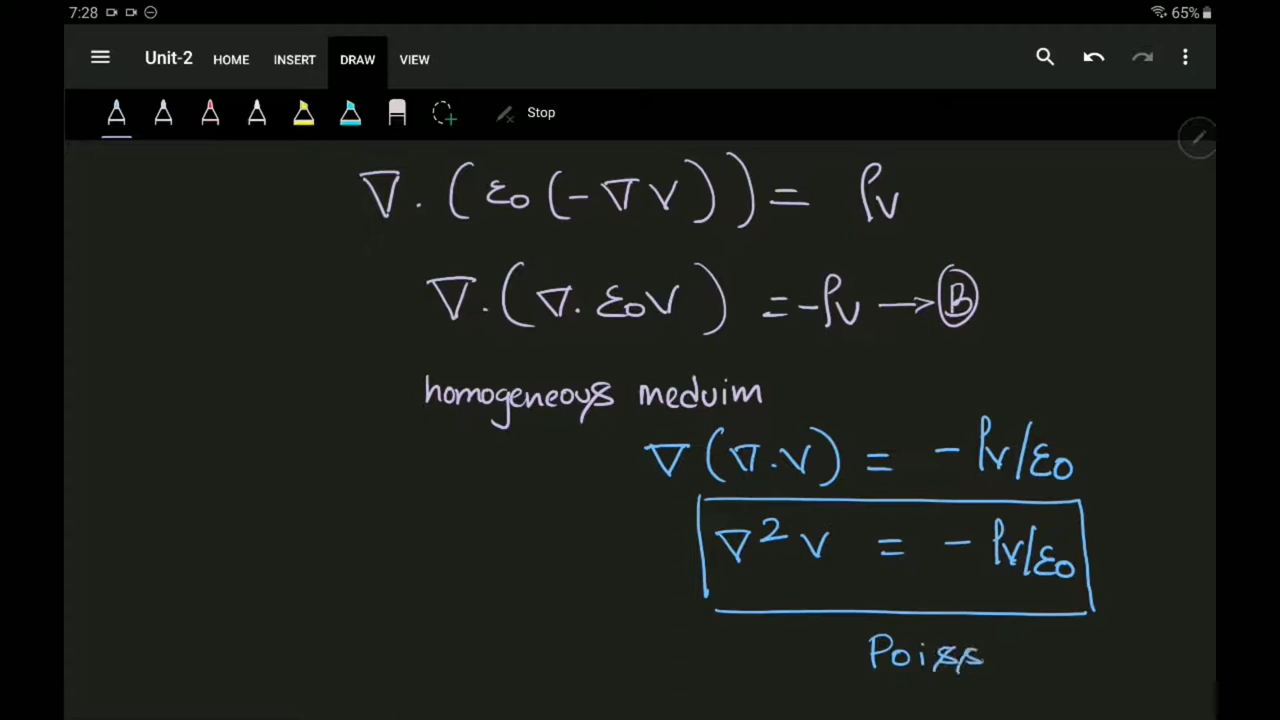 7:28 65%
Unit-2 HOME INSERT DRAW VIEW
Stop
∇.(ε₀(-∇V)) = ρv
∇.(∇.ε₀V) = -ρv → Ⓑ
homogeneous meduim
∇(∇.V) = -ρv/ε₀
∇²V = -ρv/ε₀
Poiss